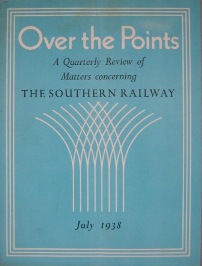 Over the Points
A Quarterly Review of
Matters concerning
THE SOUTHERN RAILWAY
July 1938